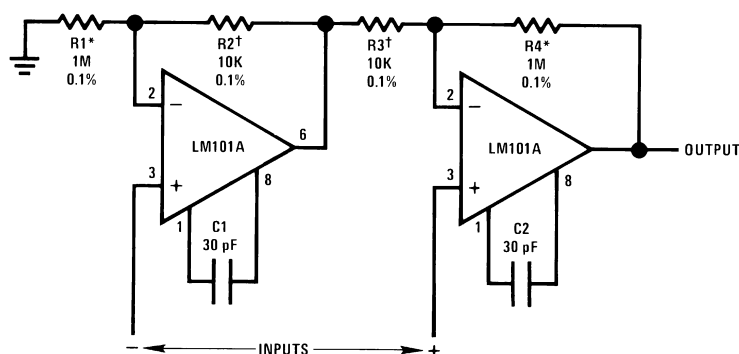 R1*
1M
0.1%
R2†
10K
0.1%
R3†
10K
0.1%
R4*
1M
0.1%
2
−
LM101A
6
3
+
8
1
C1
30 pF
2
−
LM101A
OUTPUT
3
+
8
1
C2
30 pF
− INPUTS +